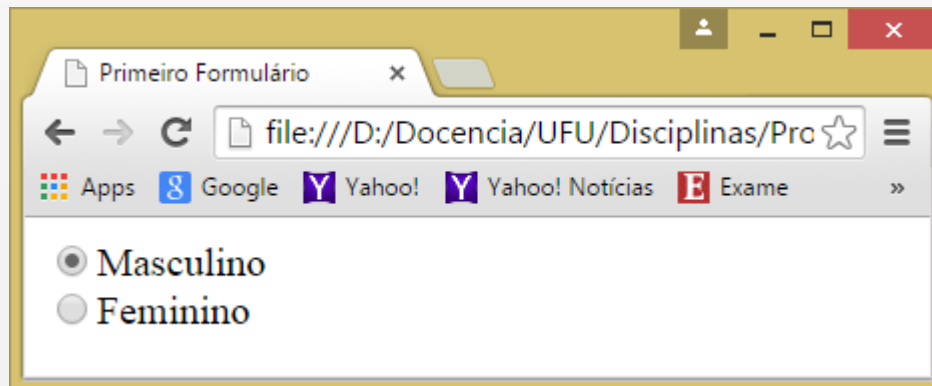 Primeiro Formulário
file:///D:/Docencia/UFU/Disciplinas/Pro
Apps Google Yahoo! Yahoo! Notícias Exame »
Masculino
Feminino